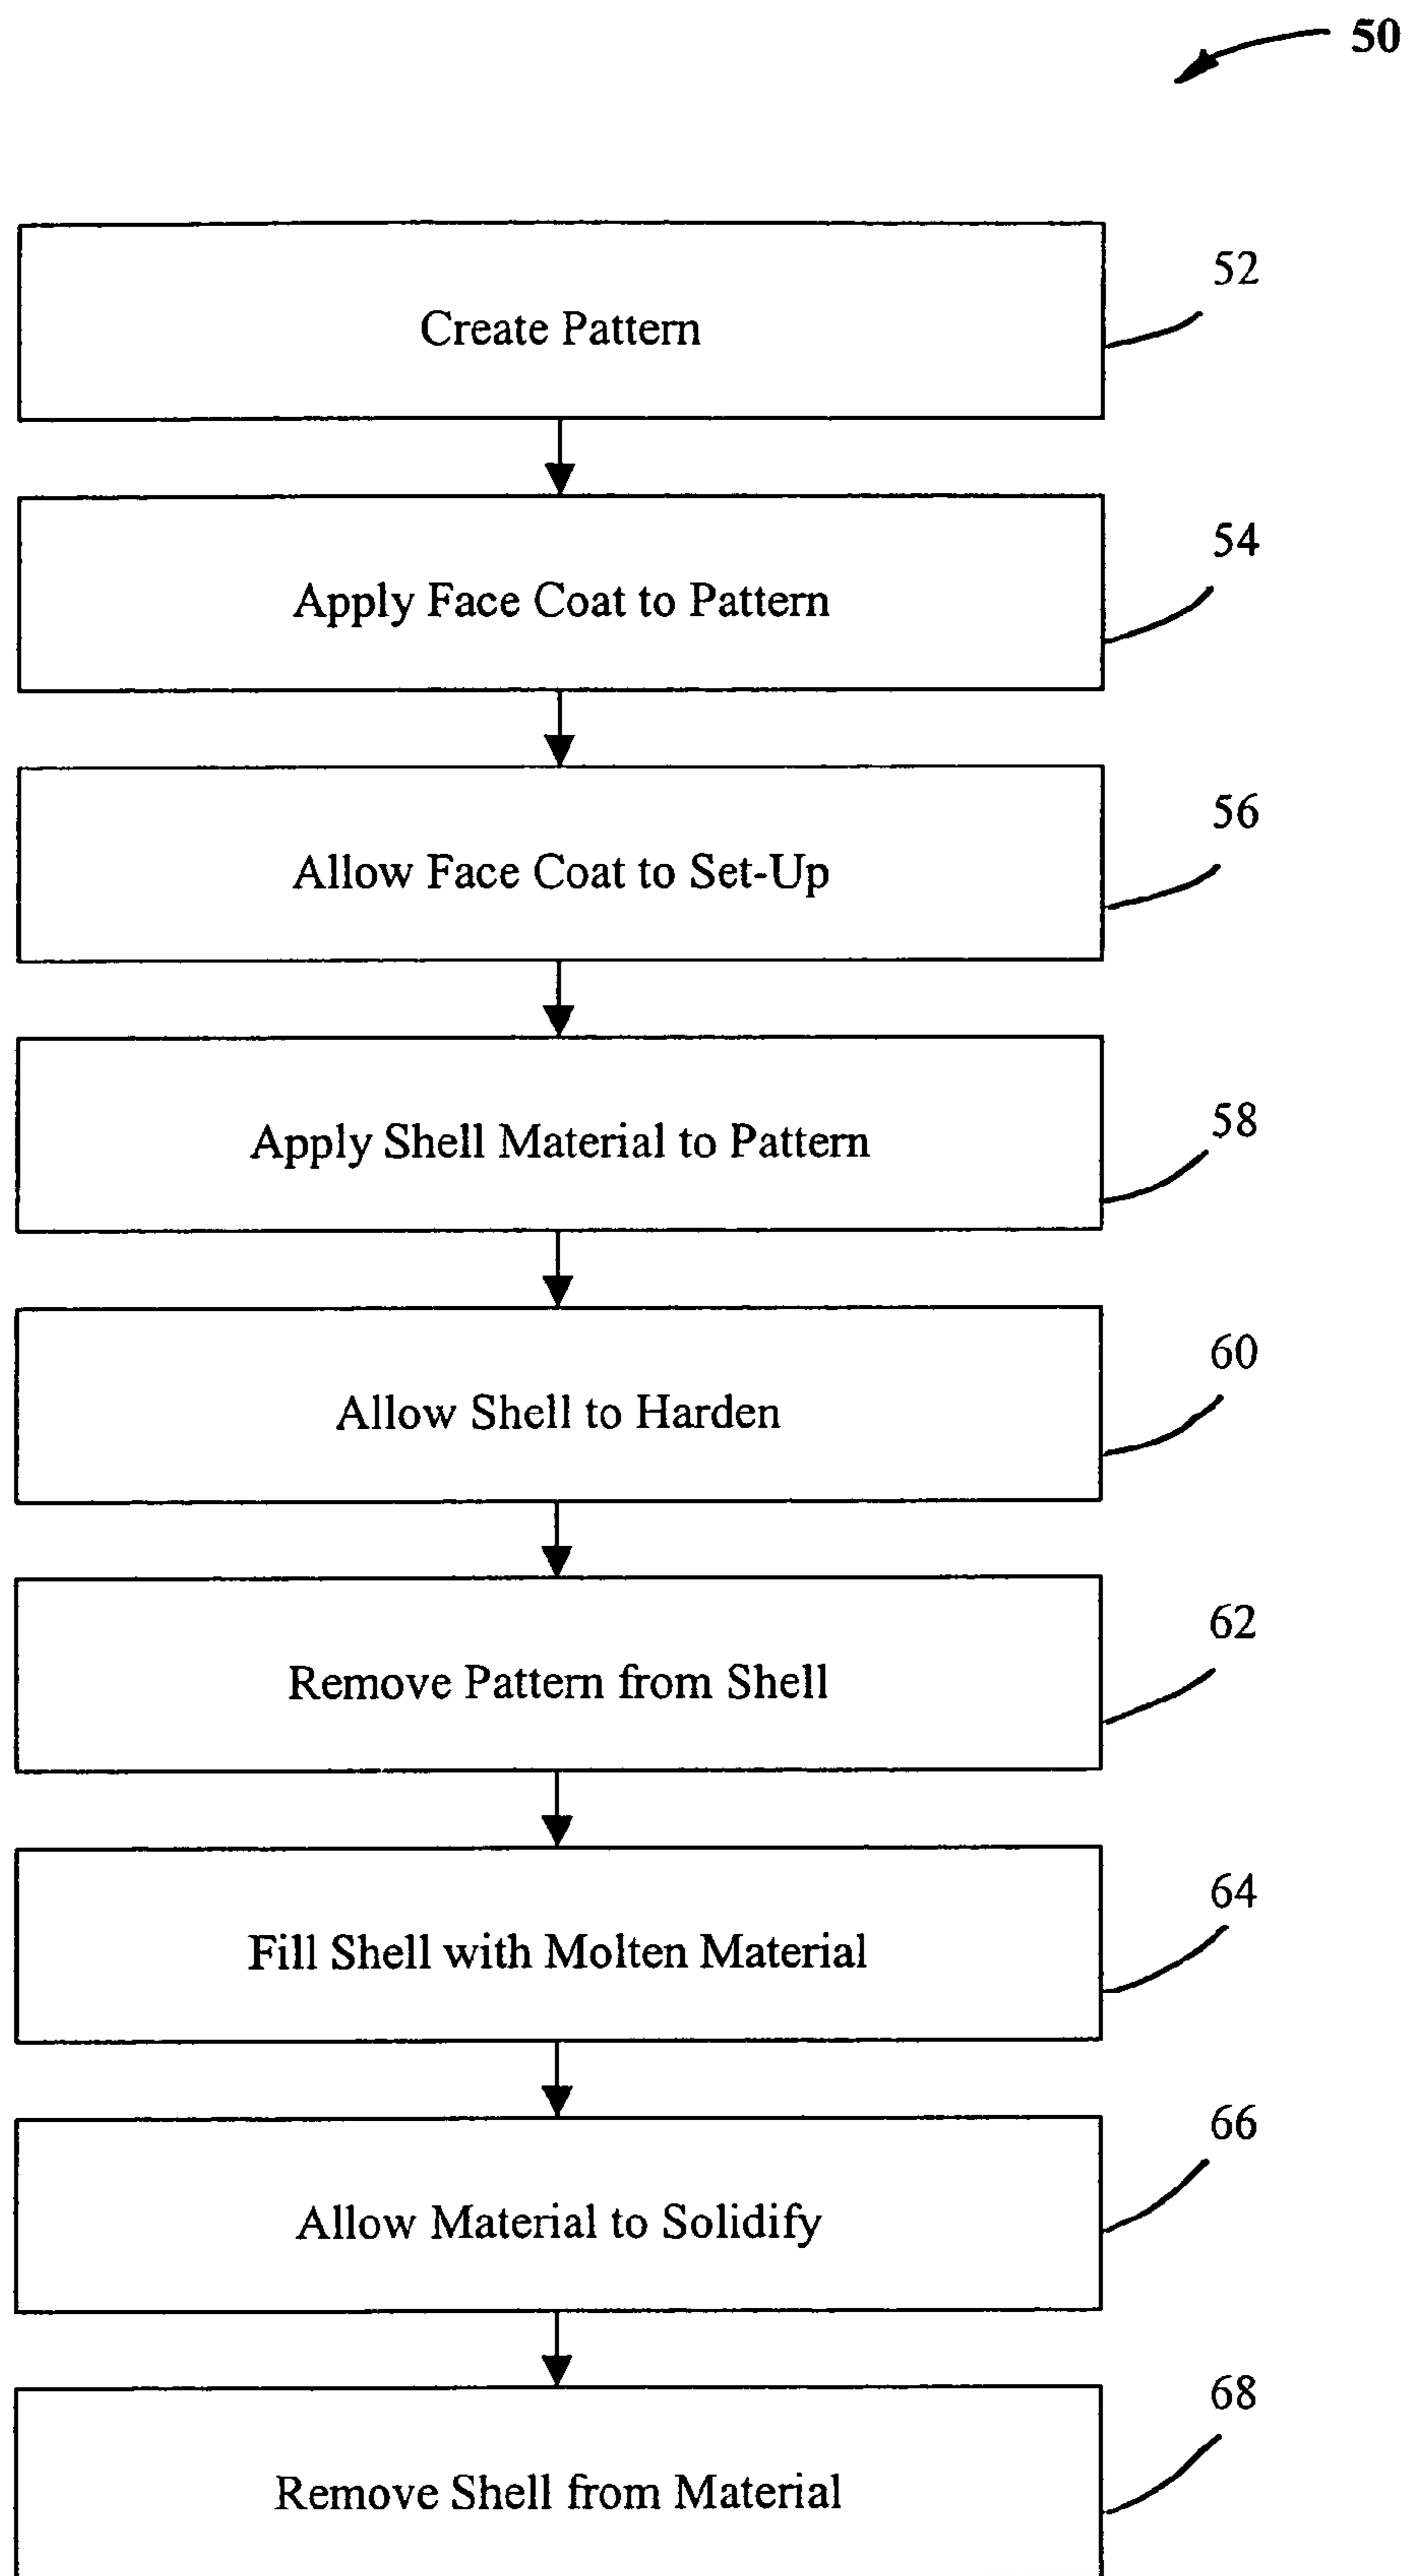 50
Create Pattern
52
Apply Face Coat to Pattern
54
Allow Face Coat to Set-Up
56
Apply Shell Material to Pattern
58
Allow Shell to Harden
60
Remove Pattern from Shell
62
Fill Shell with Molten Material
64
Allow Material to Solidify
66
Remove Shell from Material
68